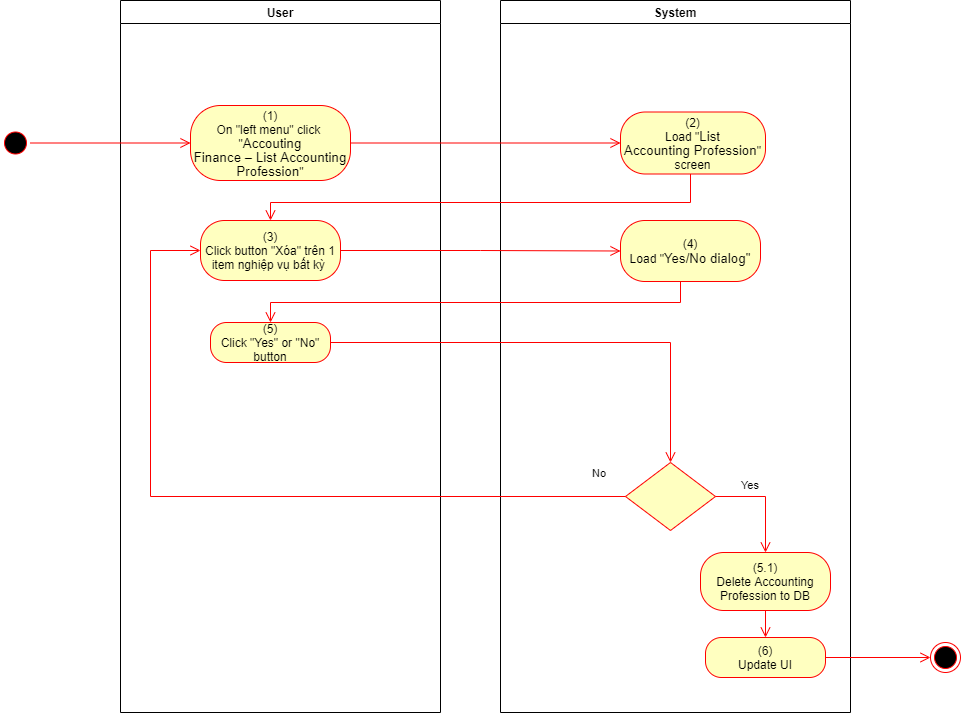 User
System
(1)
On "left menu" click
"Accouting
Finance – List Accounting
Profession"
(2)
Load "List
Accounting Profession"
screen
(3)
Click button "Xóa" trên 1
item nghiệp vụ bất kỳ
(4)
Load "Yes/No dialog"
(5)
Click "Yes" or "No"
button
No
Yes
(5.1)
Delete Accounting
Profession to DB
(6)
Update UI